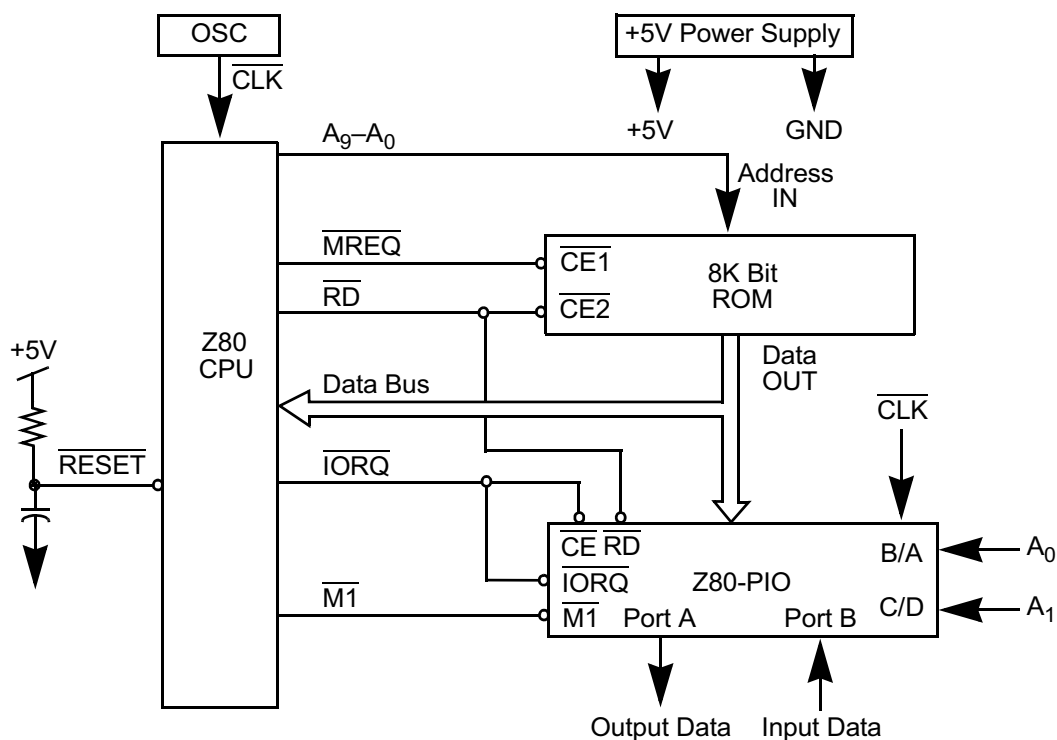 OSC
+5V Power Supply
CLK
+5V
GND
A9–A0
Address
IN
MREQ
CE1
8K Bit
ROM
RD
CE2
+5V
Z80
CPU
Data
OUT
Data Bus
CLK
RESET
IORQ
CE RD
B/A
A0
IORQ
Z80-PIO
M1
M1
Port A
Port B
C/D
A1
Output Data
Input Data